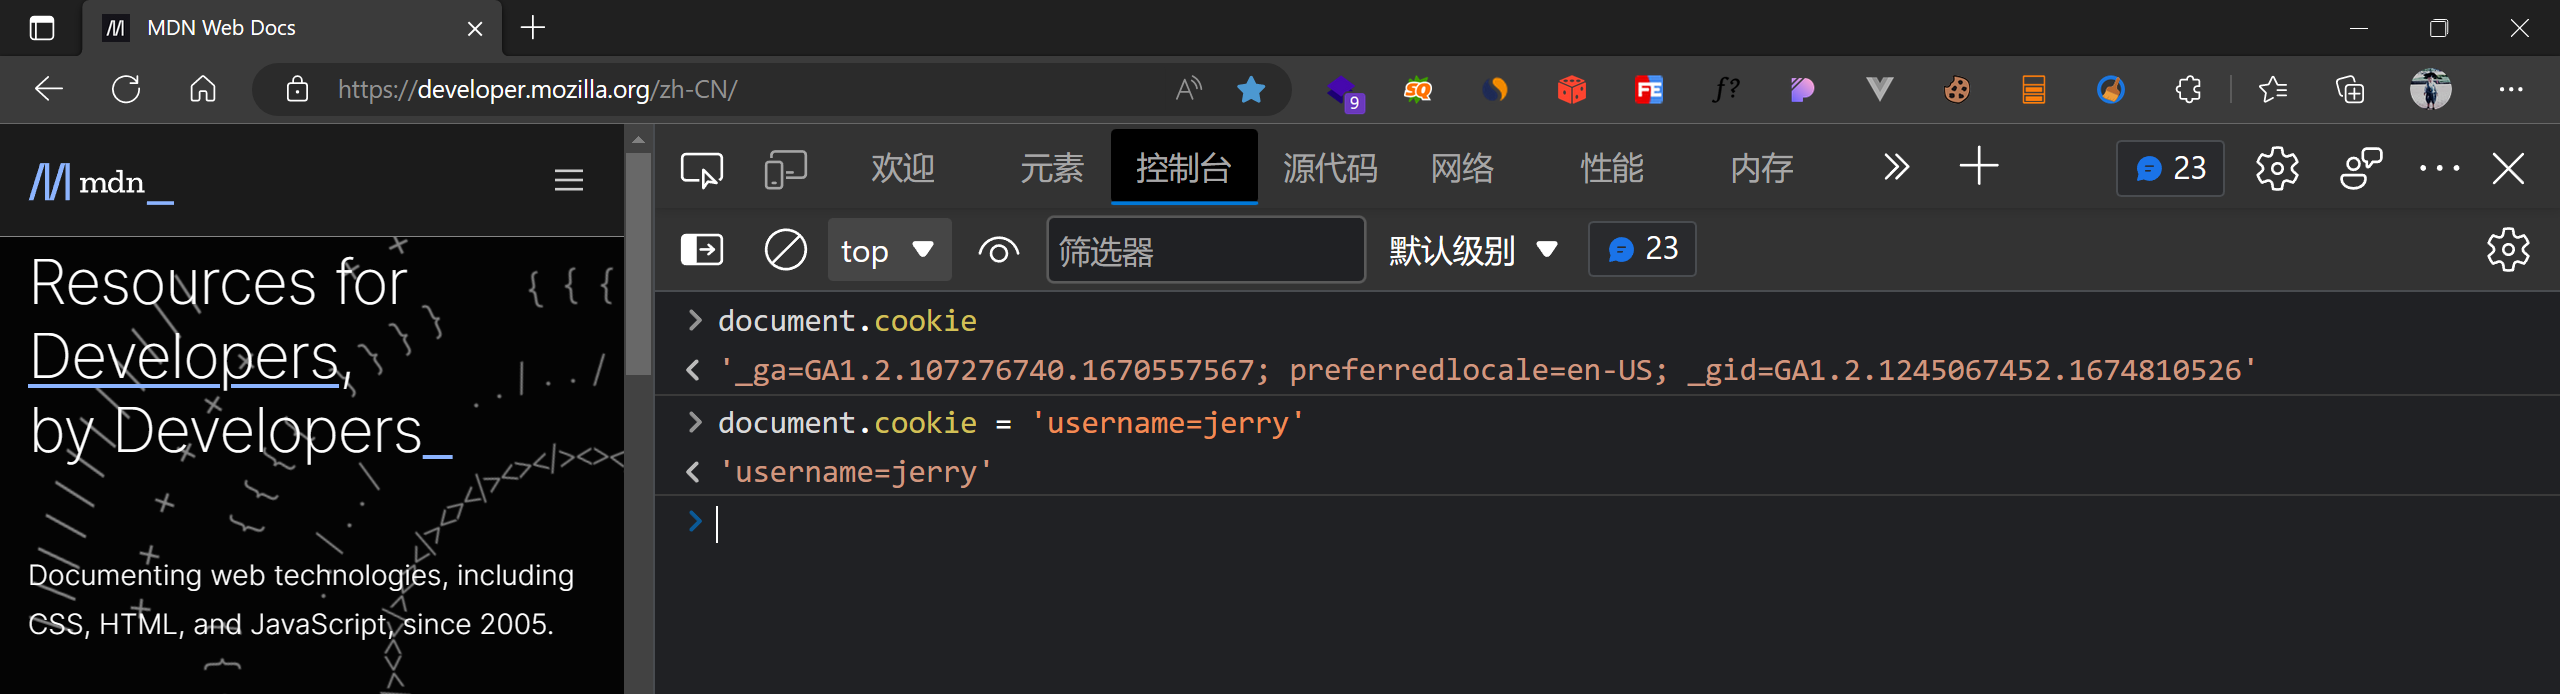 MDN Web Docs
https://developer.mozilla.org/zh-CN/
9
SQ
FE
f?
mdn_
Resources for
Developers,
by Developers_
Documenting web technologies, including
CSS, HTML, and JavaScript, since 2005.
欢迎 元素 控制台 源代码 网络 性能 内存 23
top 筛选器 默认级别 23
document.cookie
'_ga=GA1.2.107276740.1670557567; preferredlocale=en-US; _gid=GA1.2.1245067452.1674810526'
document.cookie = 'username=jerry'
'username=jerry'